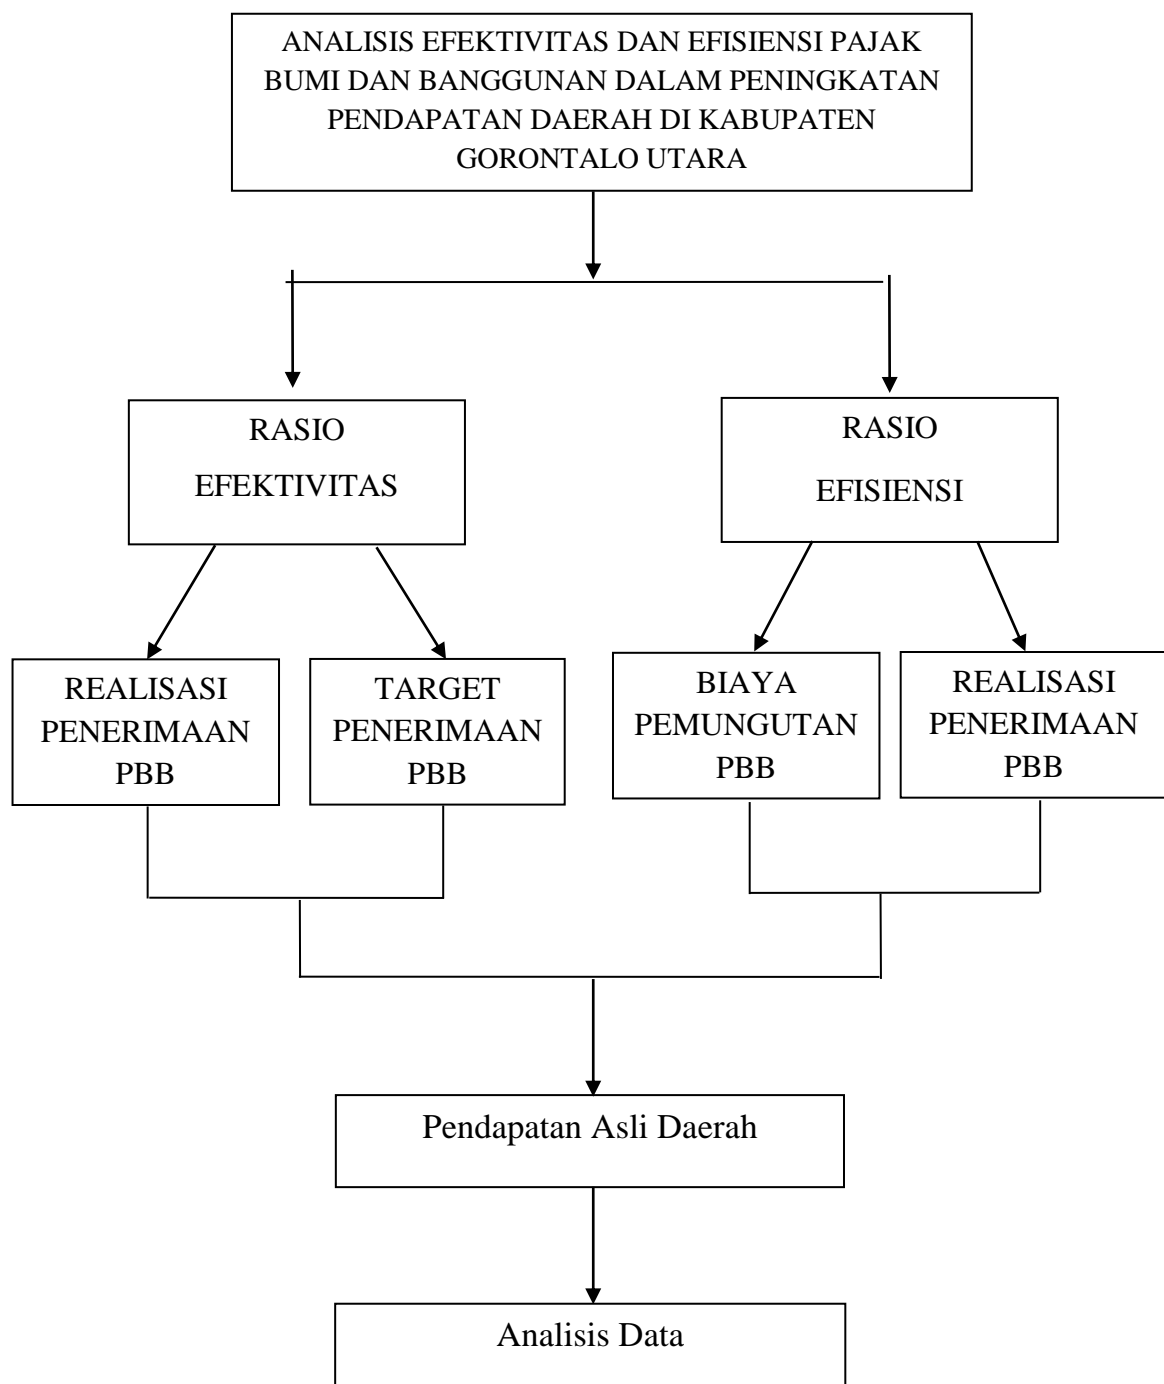 ANALISIS EFEKTIVITAS DAN EFISIENSI PAJAK
BUMI DAN BANGGUNAN DALAM PENINGKATAN
PENDAPATAN DAERAH DI KABUPATEN
GORONTALO UTARA
RASIO
EFEKTIVITAS
RASIO
EFISIENSI
REALISASI
PENERIMAAN
PBB
TARGET
PENERIMAAN
PBB
BIAYA
PEMUNGUTAN
PBB
REALISASI
PENERIMAAN
PBB
Pendapatan Asli Daerah
Analisis Data